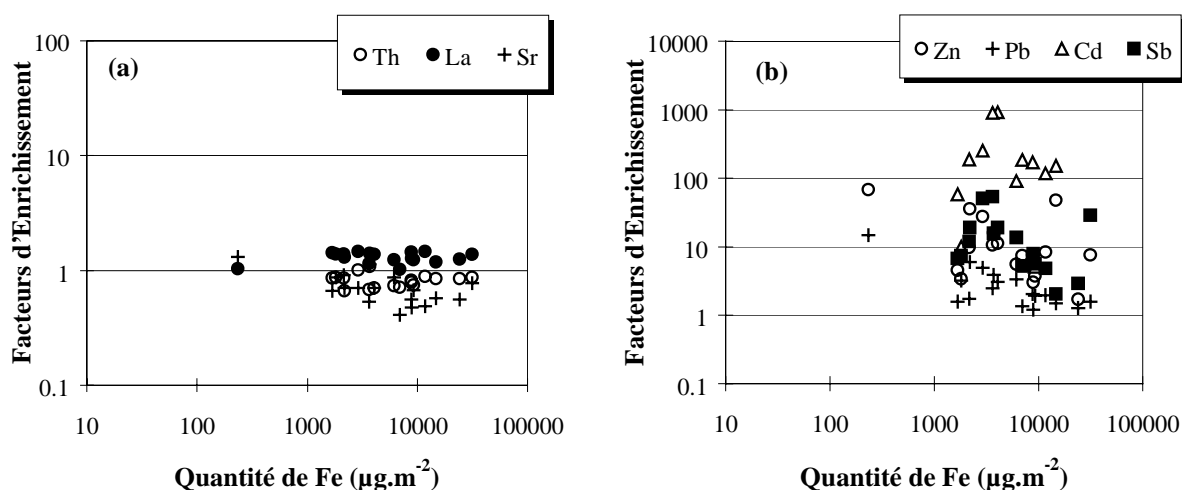 Th La Sr
(a)
Facteurs d'Enrichissement
100
10
1
0.1
10 100 1000 10000 100000
Quantité de Fe (µg.m-2)
Zn Pb Cd Sb
(b)
Facteurs d'Enrichissement
10000
1000
100
10
1
0.1
10 100 1000 10000 100000
Quantité de Fe (µg.m-2)